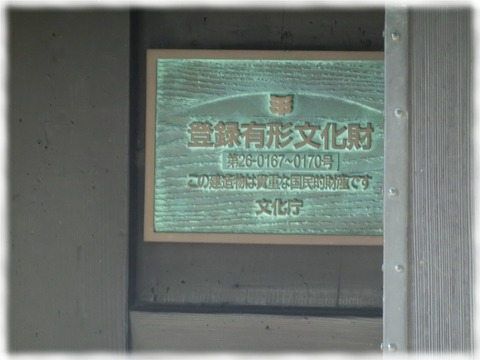 登録有形文化財
第26-0167~0170号
この建造物は貴重な国民的財産です
文化庁